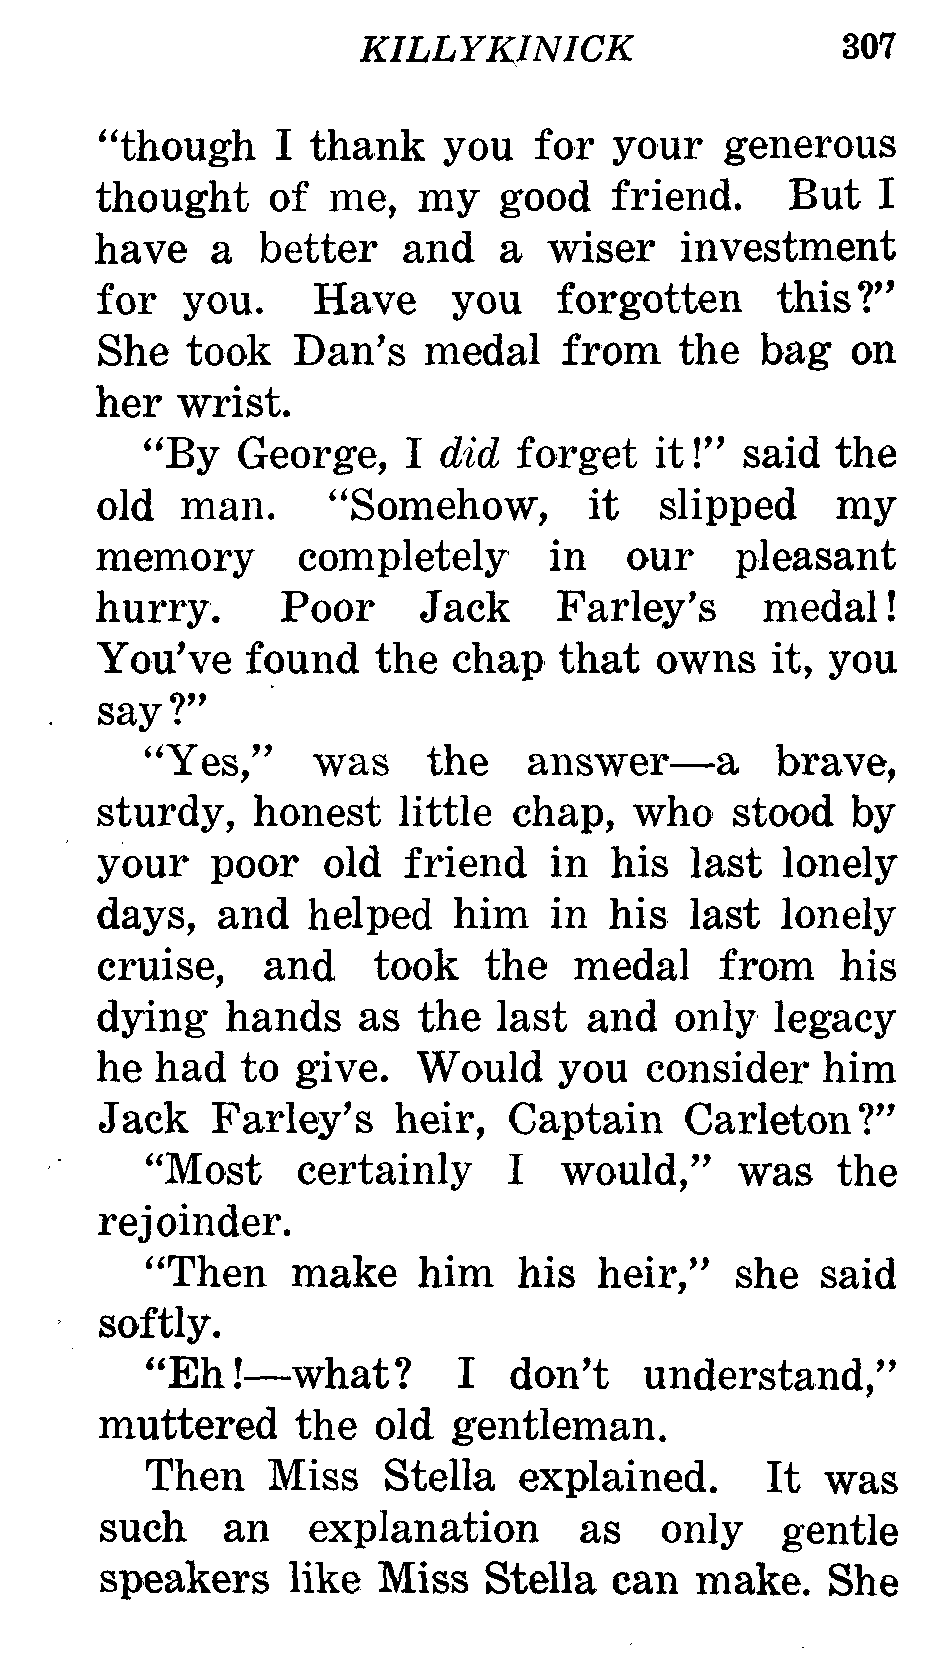 KILLYKINICK 307
“though I thank you for your generous
thought of me, my good friend. But I
have a better and a wiser investment
for you. Have you forgotten this?”
She took Dan’s medal from the bag on
her wrist.
“By George, I did forget it!” said the
old man. “Somehow, it slipped my
memory completely in our pleasant
hurry. Poor Jack Farley’s medal!
You’ve found the chap that owns it, you
say?”
“Yes,” was the answer—a brave,
sturdy, honest little chap, who stood by
your poor old friend in his last lonely
days, and helped him in his last lonely
cruise, and took the medal from his
dying hands as the last and only legacy
he had to give. Would you consider him
Jack Farley’s heir, Captain Carleton?”
“Most certainly I would,” was the
rejoinder.
“Then make him his heir,” she said
softly.
“Eh!—what? I don’t understand,”
muttered the old gentleman.
Then Miss Stella explained. It was
such an explanation as only gentle
speakers like Miss Stella can make. She